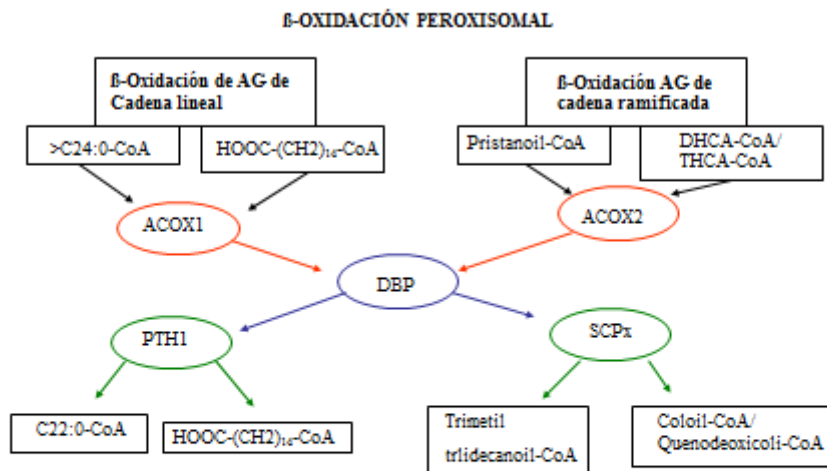 ß-OXIDACIÓN PEROXISOMAL
ß-Oxidación de AG de
Cadena lineal
ß-Oxidación AG de
cadena ramificada
>C24:0-CoA
HOOC-(CH2)₁₄-CoA
Pristanoil-CoA
DHCA-CoA/
THCA-CoA
ACOX1
ACOX2
DBP
PTH1
SCPx
C22:0-CoA
HOOC-(CH2)₁₄-CoA
Trimetil
trlidecanoil-CoA
Coloil-CoA/
Quenodeoxicoli-CoA